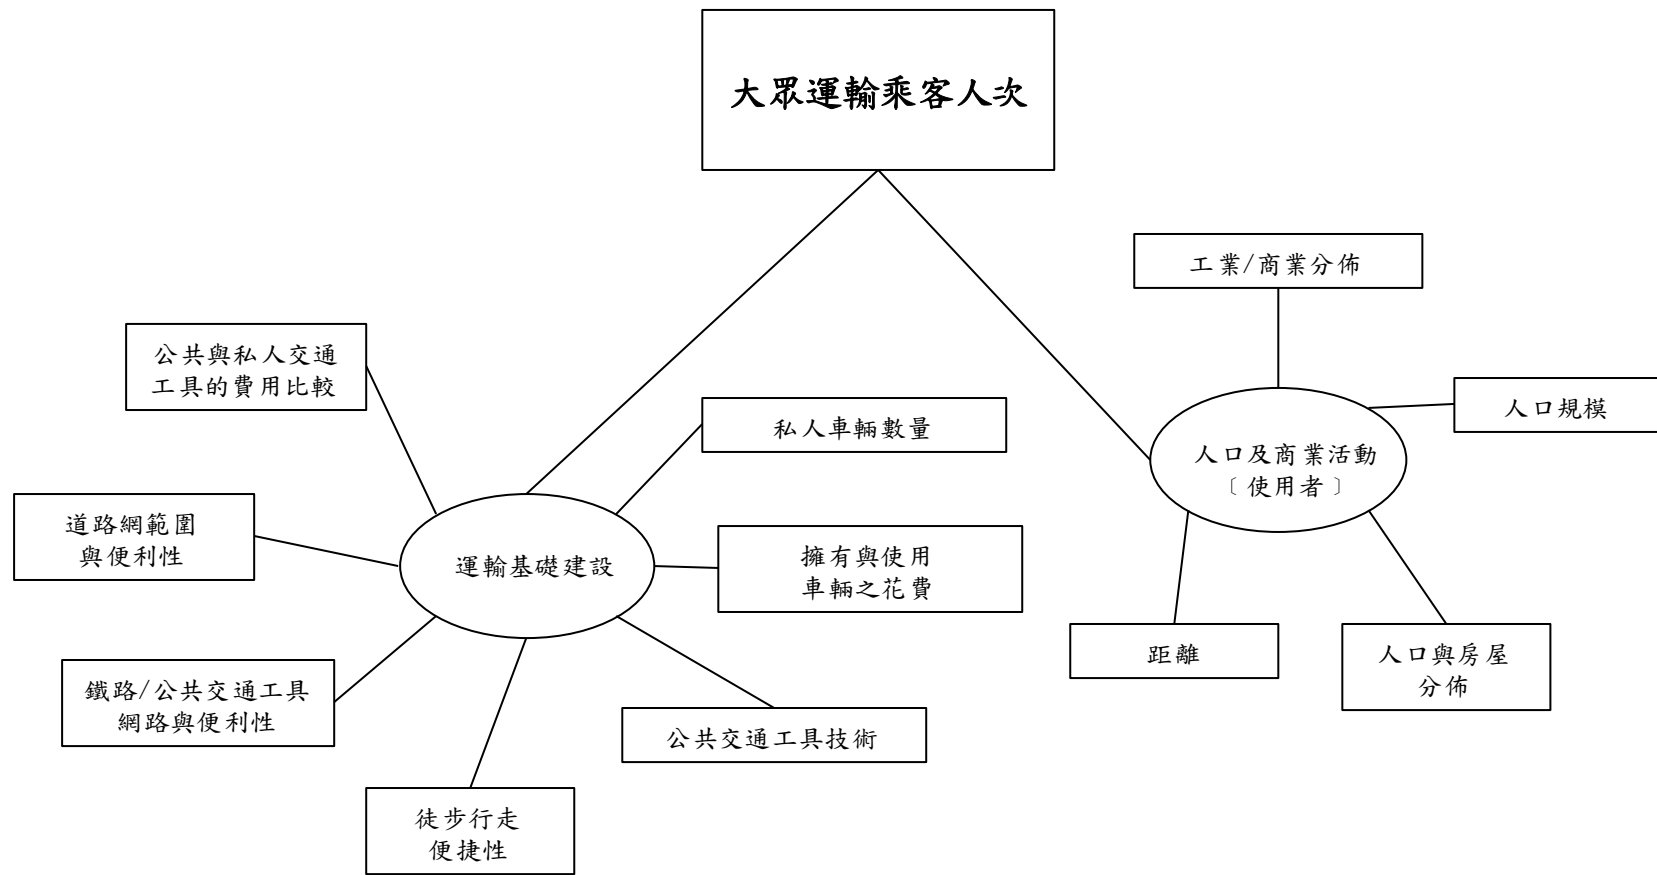 大眾運輸乘客人次
工業/商業分佈
公共與私人交通
工具的費用比較
人口規模
私人車輛數量
人口及商業活動
﹝使用者﹞
道路網範圍
與便利性
運輸基礎建設
擁有與使用
車輛之花費
距離
人口與房屋
分佈
鐵路/公共交通工具
網路與便利性
公共交通工具技術
徒步行走
便捷性